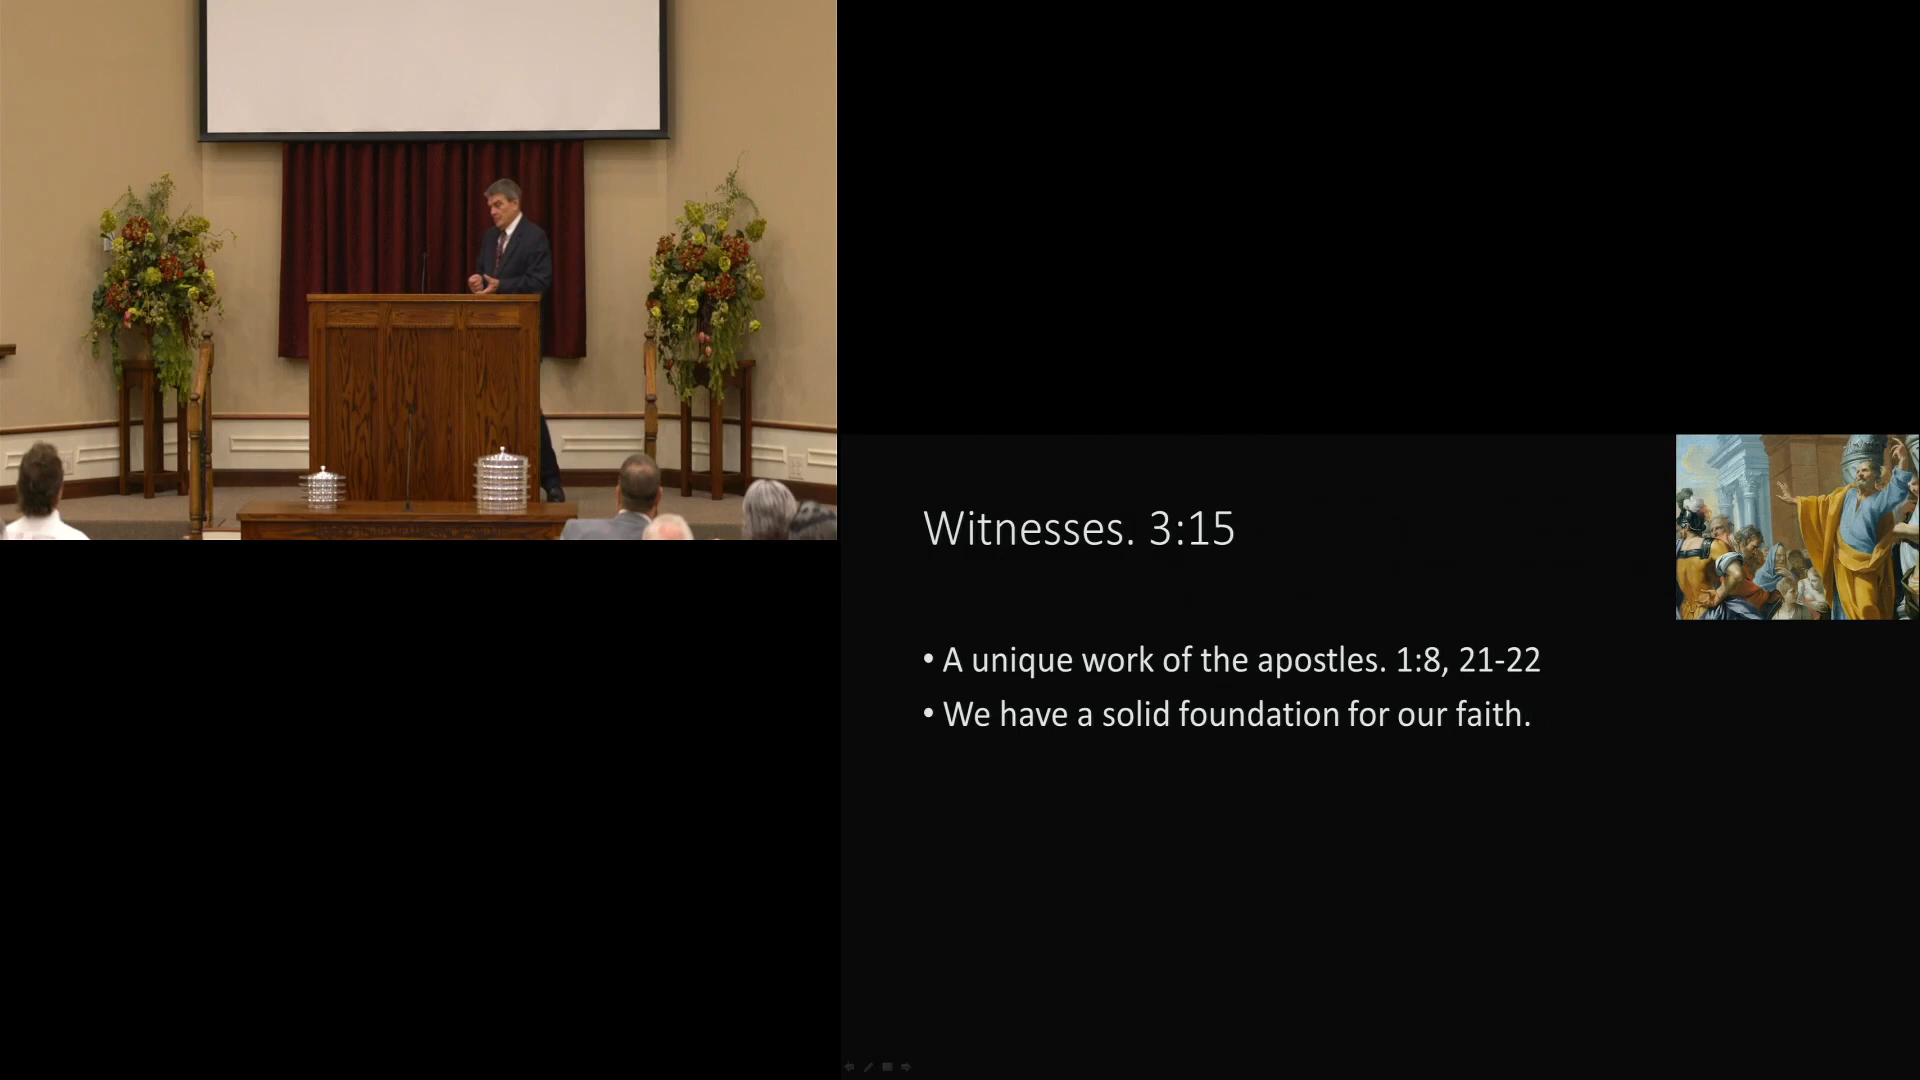 Witnesses. 3:15
• A unique work of the apostles. 1:8, 21-22
• We have a solid foundation for our faith.